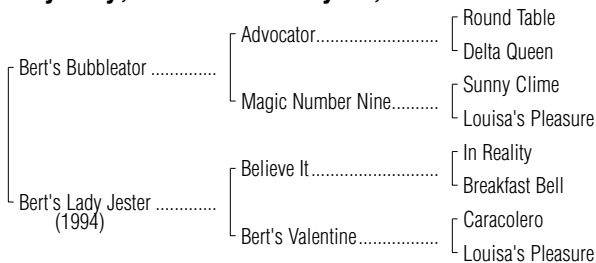 Round Table
Advocator
Delta Queen
Bert's Bubbleator
Sunny Clime
Magic Number Nine
Louisa's Pleasure
In Reality
Believe It
Breakfast Bell
Bert's Lady Jester
(1994)
Caracolero
Bert's Valentine
Louisa's Pleasure